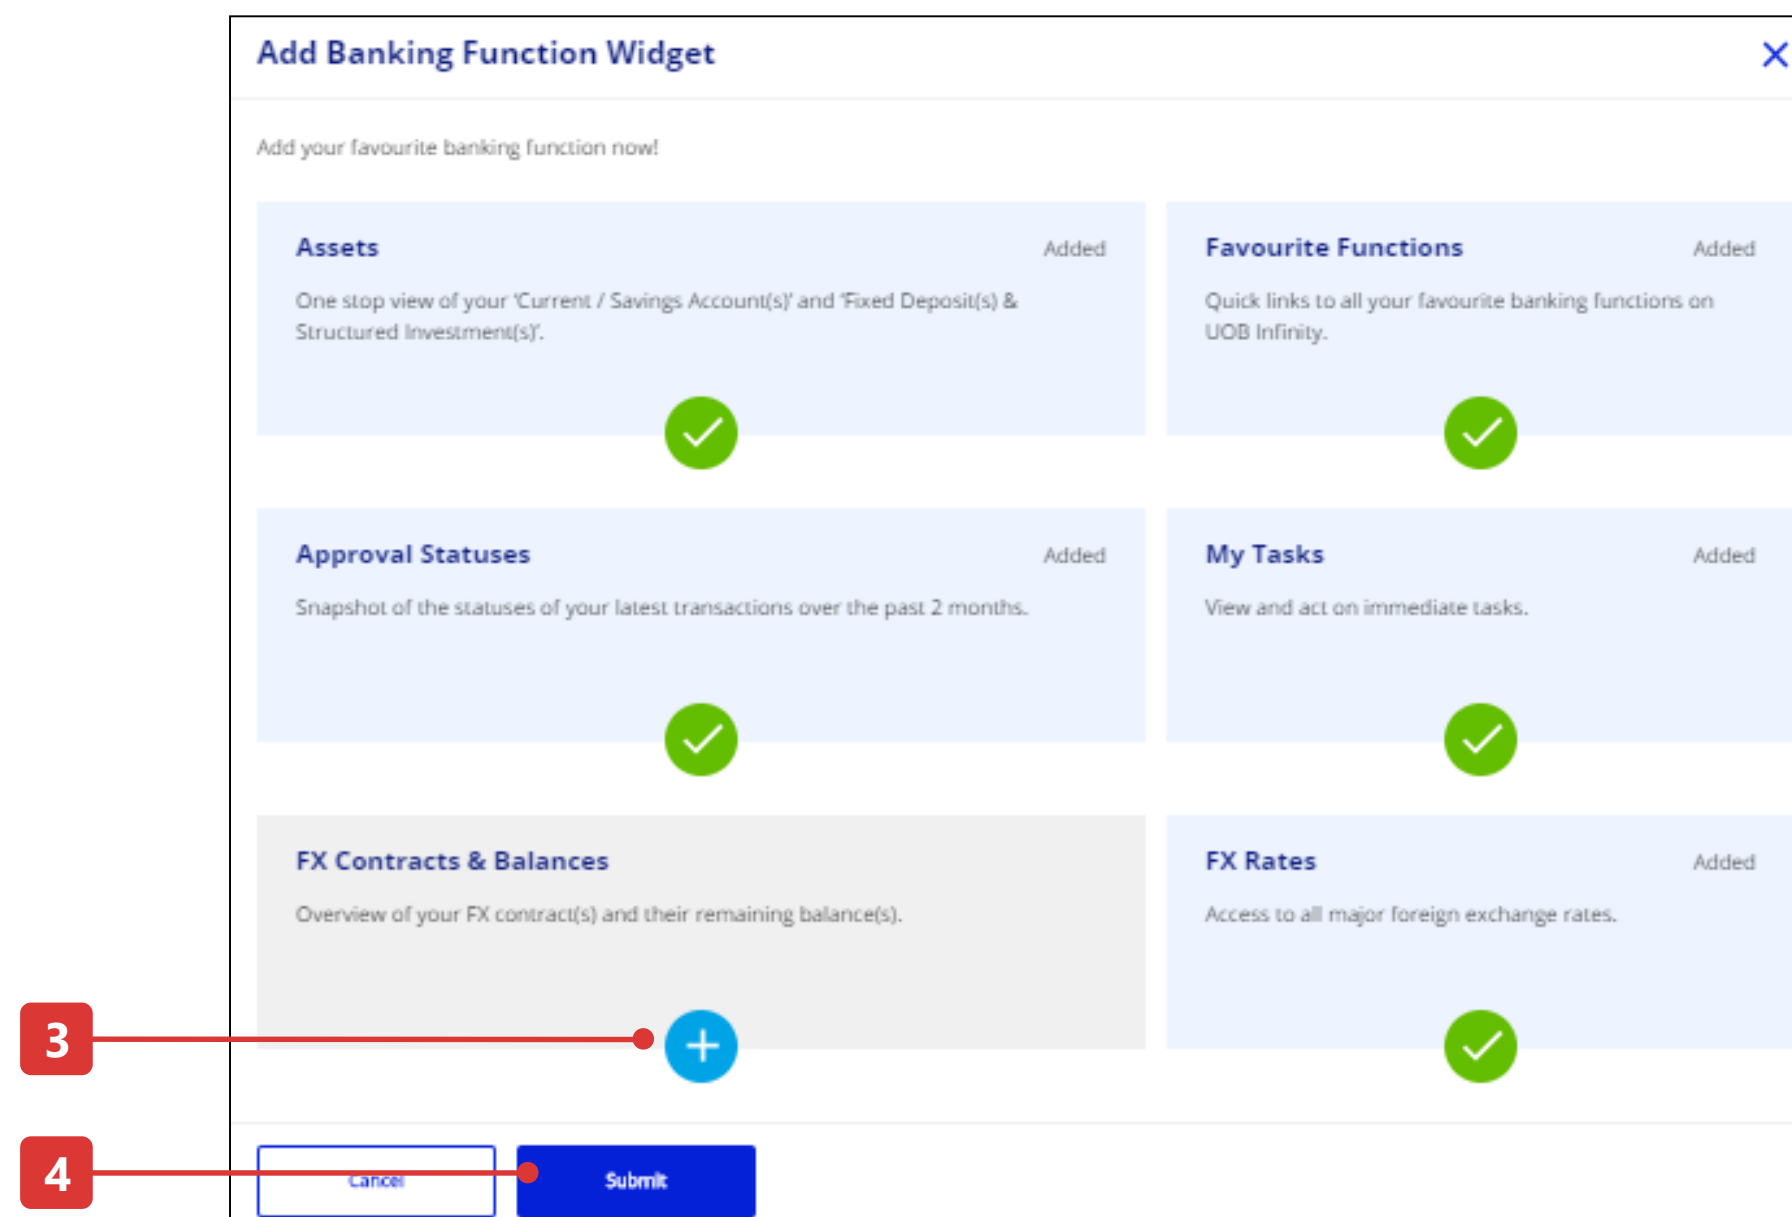 Add Banking Function Widget
Add your favourite banking function now!
Assets
Added
One stop view of your 'Current / Savings Account(s)' and 'Fixed Deposit(s) &
Structured Investment(s)'.
Favourite Functions
Added
Quick links to all your favourite banking functions on
UOB Infinity.
Approval Statuses
Added
Snapshot of the statuses of your latest transactions over the past 2 months.
My Tasks
Added
View and act on immediate tasks.
FX Contracts & Balances
Overview of your FX contract(s) and their remaining balance(s).
FX Rates
Added
Access to all major foreign exchange rates.
3
4
Cancel
Submit